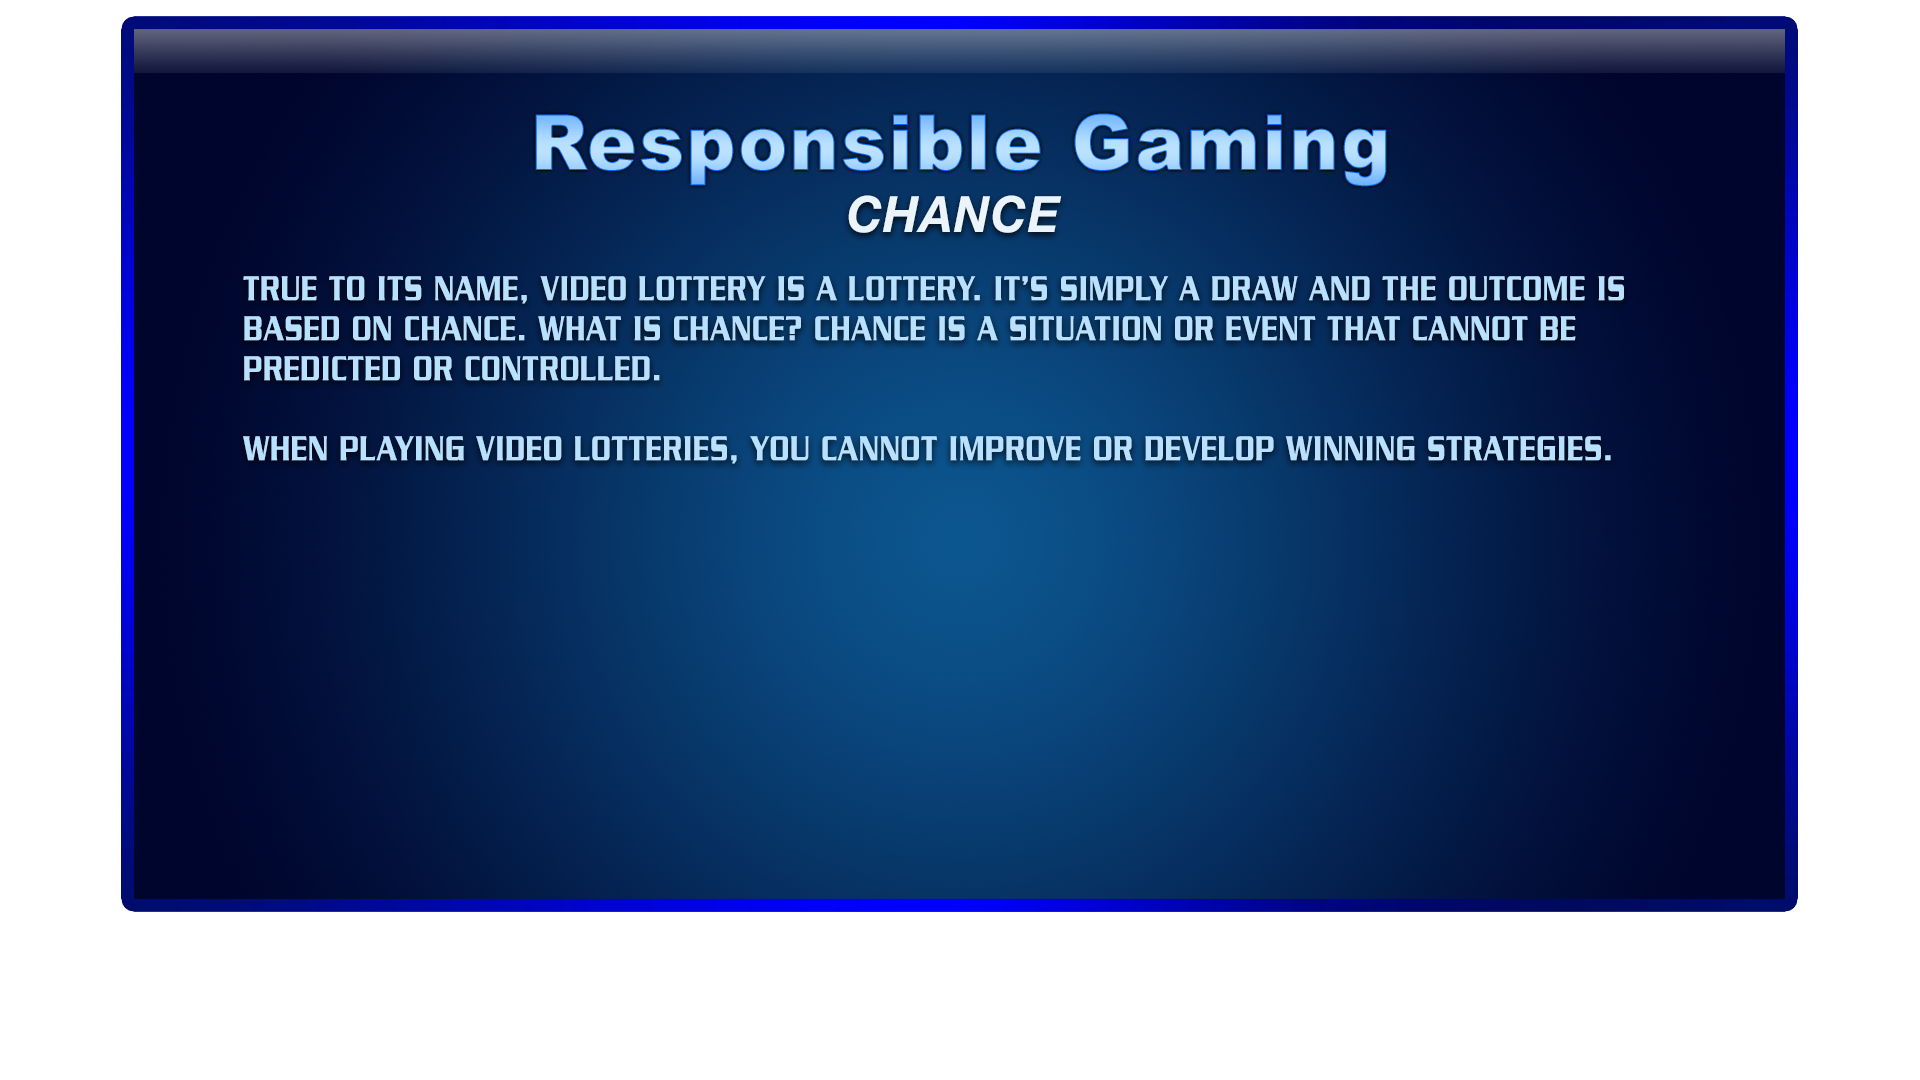 Responsible Gaming
CHANCE
TRUE TO ITS NAME, VIDEO LOTTERY IS A LOTTERY. IT’S SIMPLY A DRAW AND THE OUTCOME IS
BASED ON CHANCE. WHAT IS CHANCE? CHANCE IS A SITUATION OR EVENT THAT CANNOT BE
PREDICTED OR CONTROLLED.
WHEN PLAYING VIDEO LOTTERIES, YOU CANNOT IMPROVE OR DEVELOP WINNING STRATEGIES.